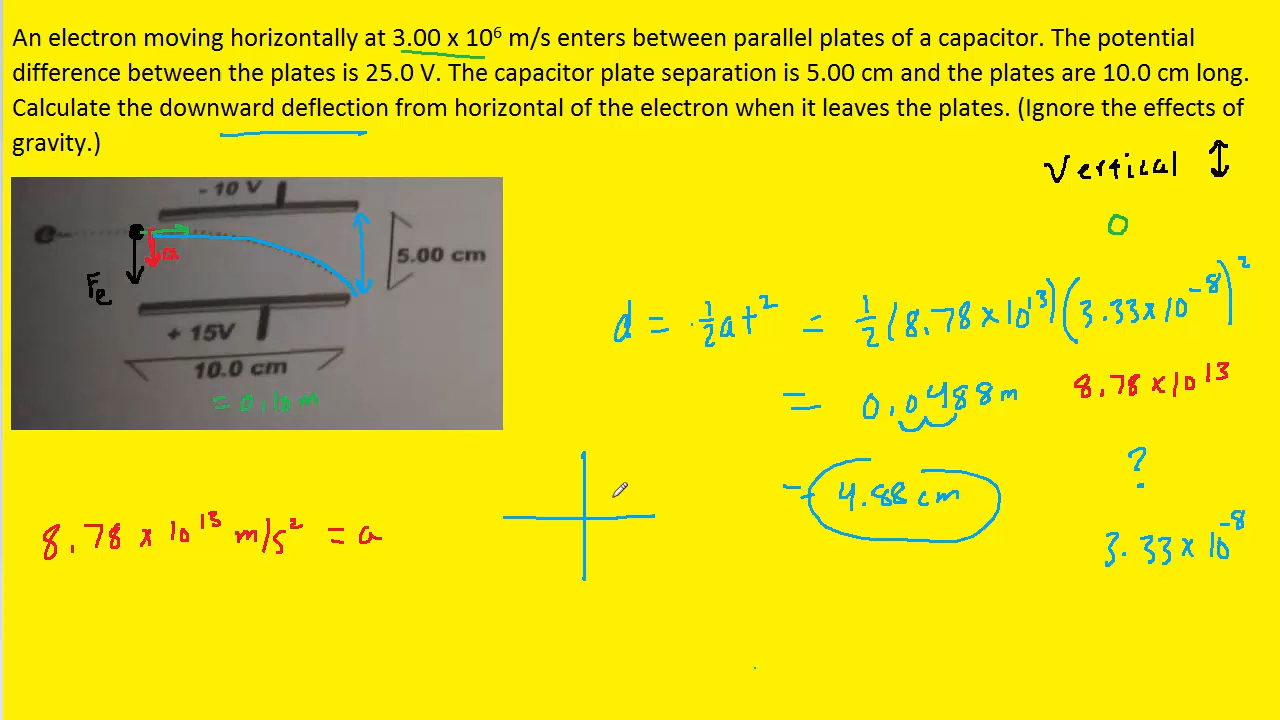 An electron moving horizontally at 3.00 x 10⁶ m/s enters between parallel plates of a capacitor. The potential
difference between the plates is 25.0 V. The capacitor plate separation is 5.00 cm and the plates are 10.0 cm long.
Calculate the downward deflection from horizontal of the electron when it leaves the plates. (Ignore the effects of
gravity.)
Vertical ↕
- 10 V
0
e-
a
5.00 cm
Fe
d = ½at² = ½(8.78×10¹³)(3.33×10⁻⁸)²
+ 15V
10.0 cm
= 0.10m
= 0.0488m
8.78×10¹³
?
= 4.88cm
8.78 × 10¹³ m/s² = a
3.33×10⁻⁸